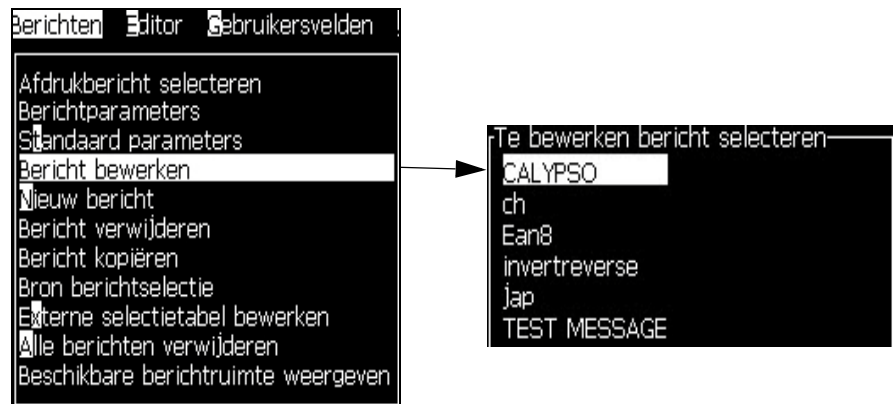 Berichten Editor Gebruikersvelden
Afdrukbericht selecteren
Berichtparameters
Standaard parameters
Bericht bewerken
Nieuw bericht
Bericht verwijderen
Bericht kopiëren
Bron berichtselectie
Externe selectietabel bewerken
Alle berichten verwijderen
Beschikbare berichtruimte weergeven
Te bewerken bericht selecteren
CALYPSO
ch
Ean8
invertreverse
jap
TEST MESSAGE